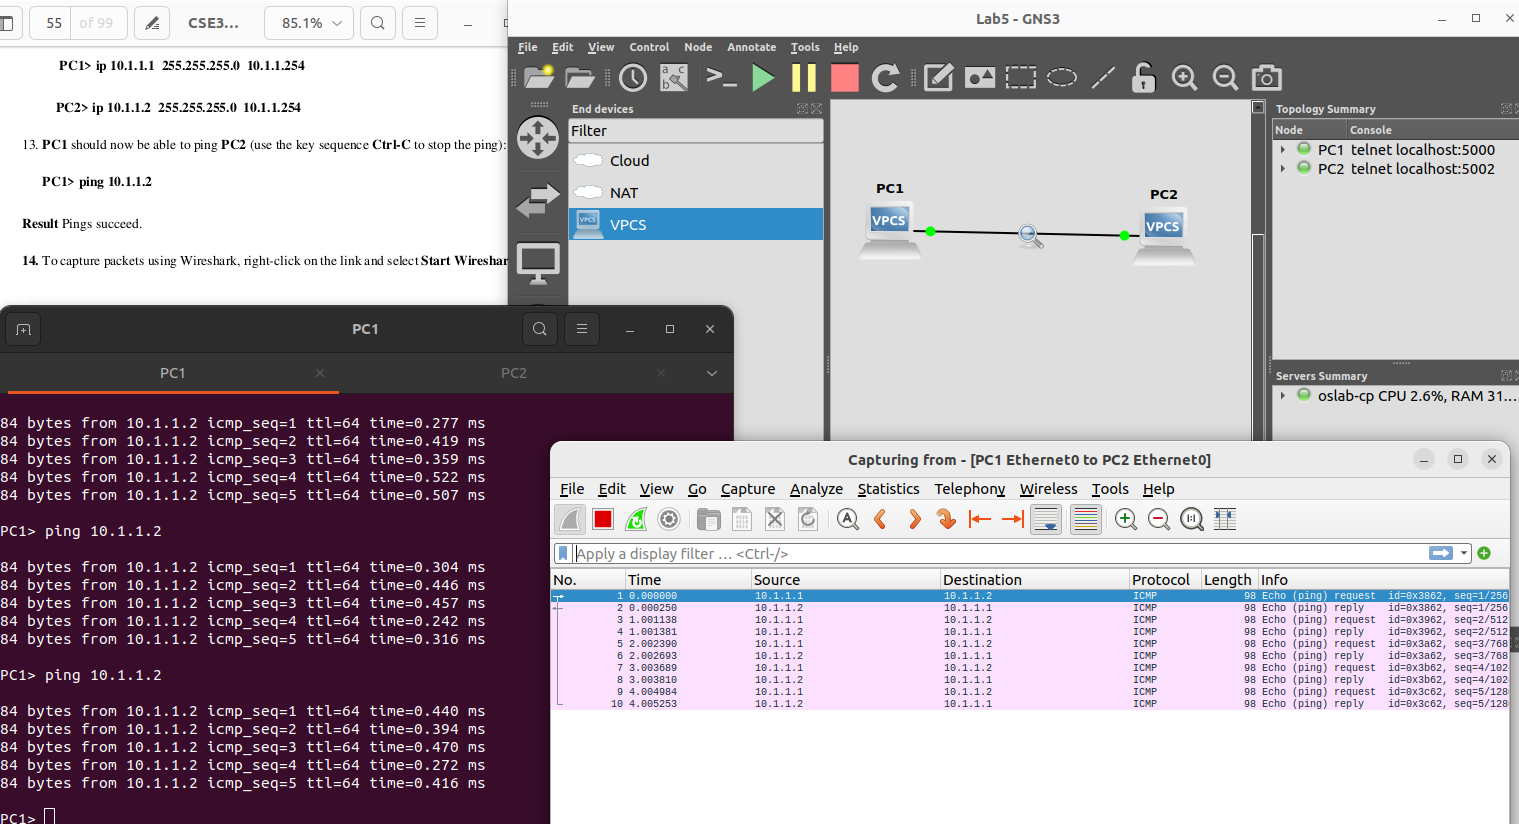 55 of 99 CSE3... 85.1%
PC1> ip 10.1.1.1 255.255.255.0 10.1.1.254
PC2> ip 10.1.1.2 255.255.255.0 10.1.1.254
13. PC1 should now be able to ping PC2 (use the key sequence Ctrl-C to stop the ping):
PC1> ping 10.1.1.2
Result Pings succeed.
14. To capture packets using Wireshark, right-click on the link and select Start Wireshar
Lab5 - GNS3
File Edit View Control Node Annotate Tools Help
End devices
Filter
Cloud
NAT
VPCS
PC1
VPCS
PC2
VPCS
Topology Summary
Node Console
PC1 telnet localhost:5000
PC2 telnet localhost:5002
Servers Summary
oslab-cp CPU 2.6%, RAM 31...
PC1
PC1 PC2
84 bytes from 10.1.1.2 icmp_seq=1 ttl=64 time=0.277 ms
84 bytes from 10.1.1.2 icmp_seq=2 ttl=64 time=0.419 ms
84 bytes from 10.1.1.2 icmp_seq=3 ttl=64 time=0.359 ms
84 bytes from 10.1.1.2 icmp_seq=4 ttl=64 time=0.522 ms
84 bytes from 10.1.1.2 icmp_seq=5 ttl=64 time=0.507 ms
PC1> ping 10.1.1.2
84 bytes from 10.1.1.2 icmp_seq=1 ttl=64 time=0.304 ms
84 bytes from 10.1.1.2 icmp_seq=2 ttl=64 time=0.446 ms
84 bytes from 10.1.1.2 icmp_seq=3 ttl=64 time=0.457 ms
84 bytes from 10.1.1.2 icmp_seq=4 ttl=64 time=0.242 ms
84 bytes from 10.1.1.2 icmp_seq=5 ttl=64 time=0.316 ms
PC1> ping 10.1.1.2
84 bytes from 10.1.1.2 icmp_seq=1 ttl=64 time=0.440 ms
84 bytes from 10.1.1.2 icmp_seq=2 ttl=64 time=0.394 ms
84 bytes from 10.1.1.2 icmp_seq=3 ttl=64 time=0.470 ms
84 bytes from 10.1.1.2 icmp_seq=4 ttl=64 time=0.272 ms
84 bytes from 10.1.1.2 icmp_seq=5 ttl=64 time=0.416 ms
PC1>
Capturing from - [PC1 Ethernet0 to PC2 Ethernet0]
File Edit View Go Capture Analyze Statistics Telephony Wireless Tools Help
Apply a display filter … <Ctrl-/>
No. Time Source Destination Protocol Length Info
1 0.000000 10.1.1.1 10.1.1.2 ICMP 98 Echo (ping) request id=0x3862, seq=1/256
2 0.000250 10.1.1.2 10.1.1.1 ICMP 98 Echo (ping) reply id=0x3862, seq=1/256
3 1.001138 10.1.1.1 10.1.1.2 ICMP 98 Echo (ping) request id=0x3962, seq=2/512
4 1.001381 10.1.1.2 10.1.1.1 ICMP 98 Echo (ping) reply id=0x3962, seq=2/512
5 2.002390 10.1.1.1 10.1.1.2 ICMP 98 Echo (ping) request id=0x3a62, seq=3/768
6 2.002693 10.1.1.2 10.1.1.1 ICMP 98 Echo (ping) reply id=0x3a62, seq=3/768
7 3.003689 10.1.1.1 10.1.1.2 ICMP 98 Echo (ping) request id=0x3b62, seq=4/102
8 3.003810 10.1.1.2 10.1.1.1 ICMP 98 Echo (ping) reply id=0x3b62, seq=4/102
9 4.004984 10.1.1.1 10.1.1.2 ICMP 98 Echo (ping) request id=0x3c62, seq=5/128
10 4.005253 10.1.1.2 10.1.1.1 ICMP 98 Echo (ping) reply id=0x3c62, seq=5/128